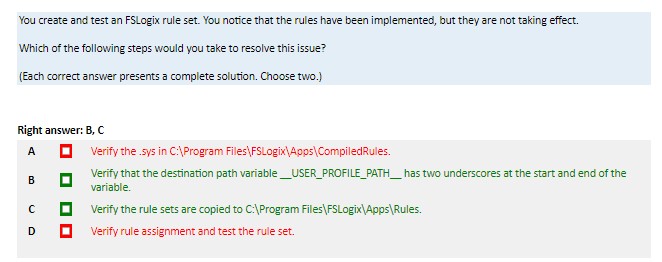 You create and test an FSLogix rule set. You notice that the rules have been implemented, but they are not taking effect.
Which of the following steps would you take to resolve this issue?
(Each correct answer presents a complete solution. Choose two.)
Right answer: B, C
A Verify the .sys in C:\Program Files\FSLogix\Apps\CompiledRules.
B Verify that the destination path variable __USER_PROFILE_PATH__ has two underscores at the start and end of the
variable.
C Verify the rule sets are copied to C:\Program Files\FSLogix\Apps\Rules.
D Verify rule assignment and test the rule set.